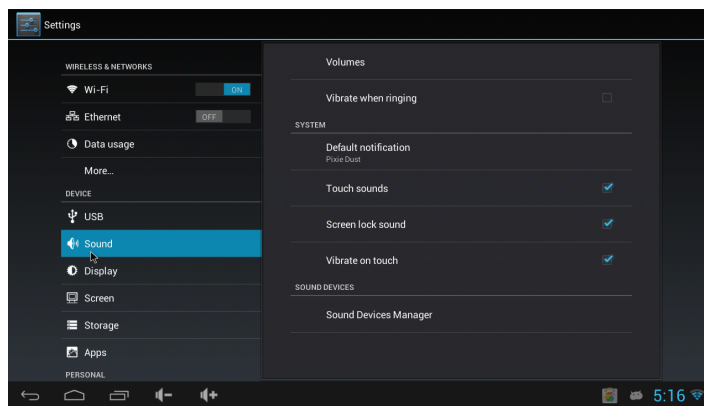 Settings
WIRELESS & NETWORKS
Wi-Fi ON
Ethernet OFF
Data usage
More...
DEVICE
USB
Sound
Display
Screen
Storage
Apps
PERSONAL
Volumes
Vibrate when ringing
SYSTEM
Default notification
Pixie Dust
Touch sounds
Screen lock sound
Vibrate on touch
SOUND DEVICES
Sound Devices Manager
5:16